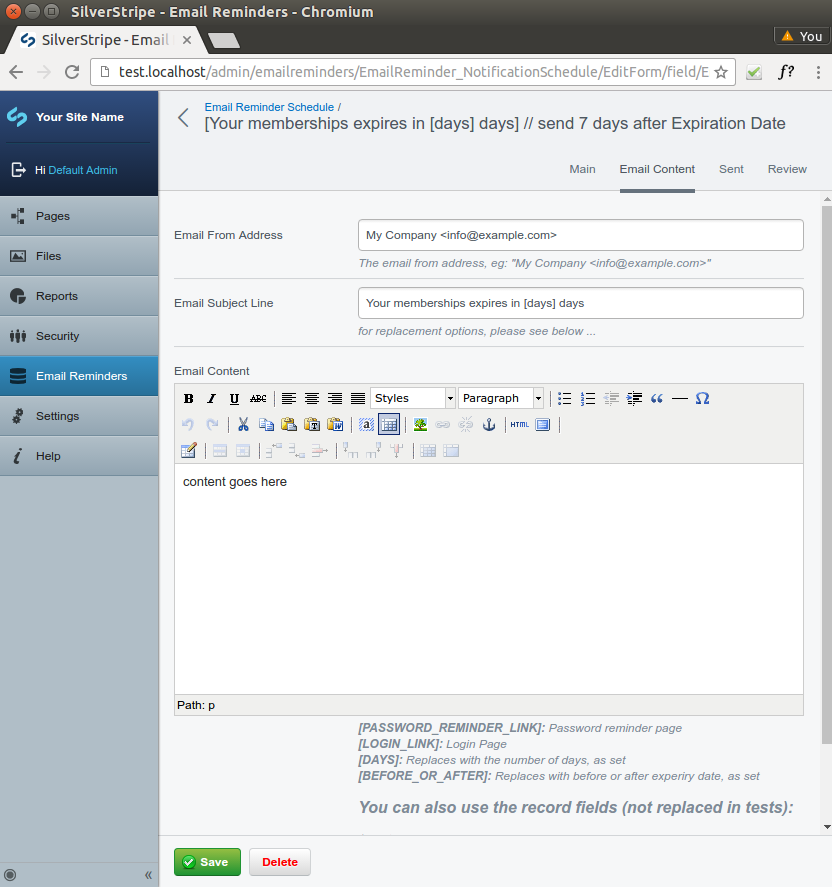 SilverStripe - Email Reminders - Chromium
SilverStripe - Email
You
test.localhost/admin/emailreminders/EmailReminder_NotificationSchedule/EditForm/field/E
f?
Your Site Name
Hi Default Admin
Pages
Files
Reports
Security
Email Reminders
Settings
Help
Email Reminder Schedule /
[Your memberships expires in [days] days] // send 7 days after Expiration Date
Main Email Content Sent Review
Email From Address
My Company <info@example.com>
The email from address, eg: "My Company <info@example.com>"
Email Subject Line
Your memberships expires in [days] days
for replacement options, please see below ...
Email Content
B I U ABC Styles Paragraph
HTML
content goes here
Path: p
[PASSWORD_REMINDER_LINK]: Password reminder page
[LOGIN_LINK]: Login Page
[DAYS]: Replaces with the number of days, as set
[BEFORE_OR_AFTER]: Replaces with before or after experiry date, as set
You can also use the record fields (not replaced in tests):
Save Delete